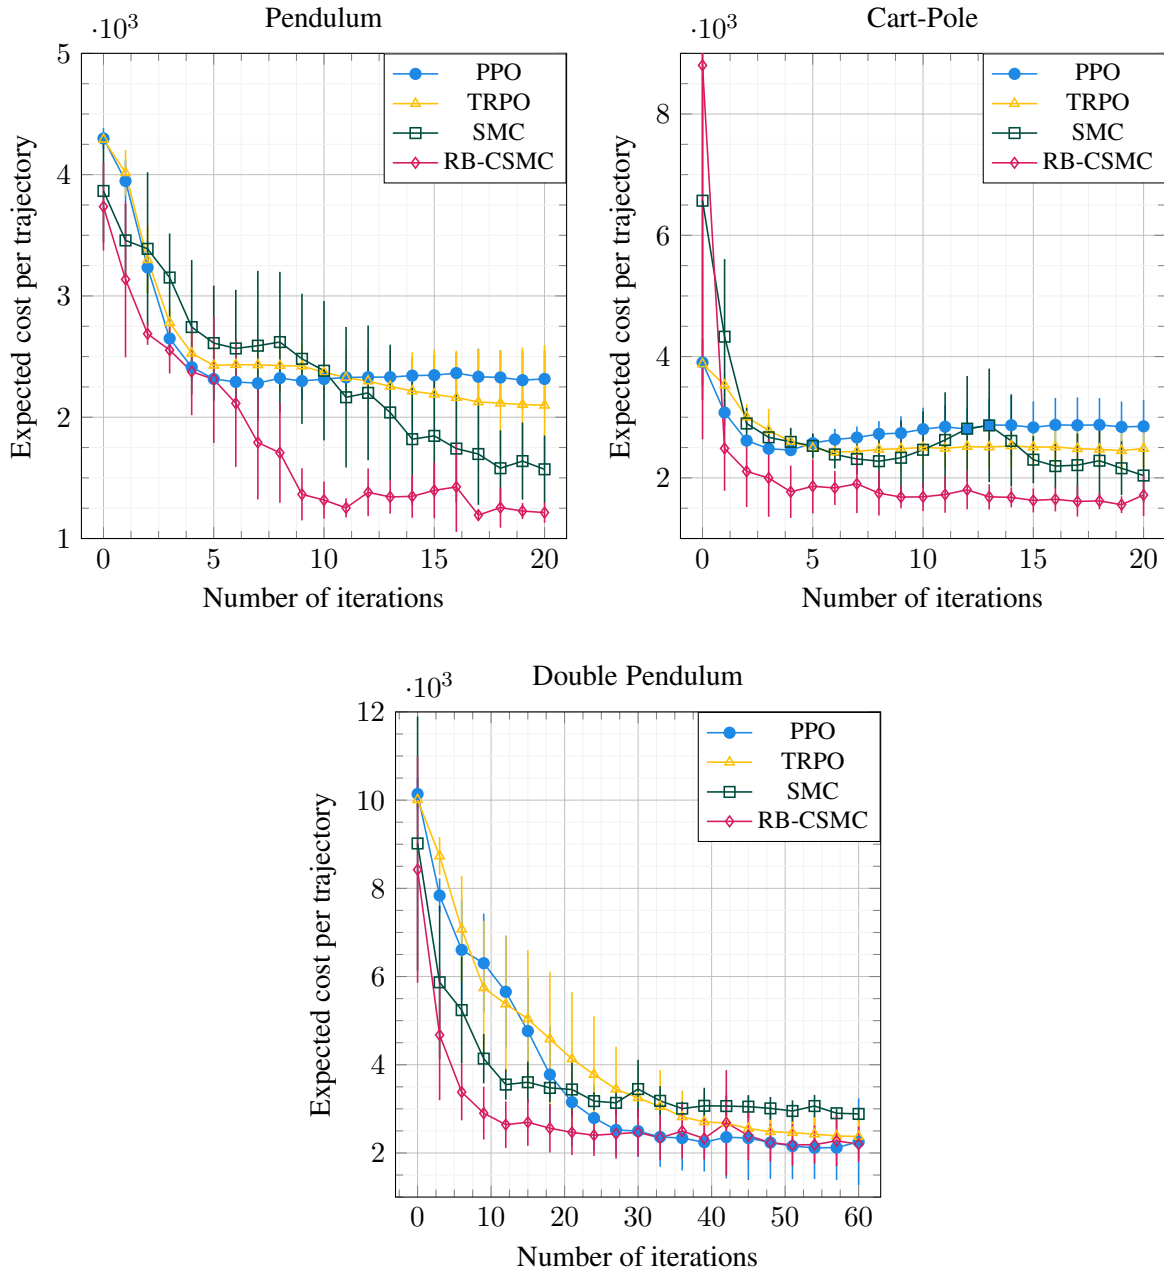 Pendulum
·10³
5
4
3
2
1
0 5 10 15 20
Expected cost per trajectory
Number of iterations
PPO
TRPO
SMC
RB-CSMC
Cart-Pole
·10³
8
6
4
2
0 5 10 15 20
Expected cost per trajectory
Number of iterations
PPO
TRPO
SMC
RB-CSMC
Double Pendulum
·10³
12
10
8
6
4
2
0 10 20 30 40 50 60
Expected cost per trajectory
Number of iterations
PPO
TRPO
SMC
RB-CSMC